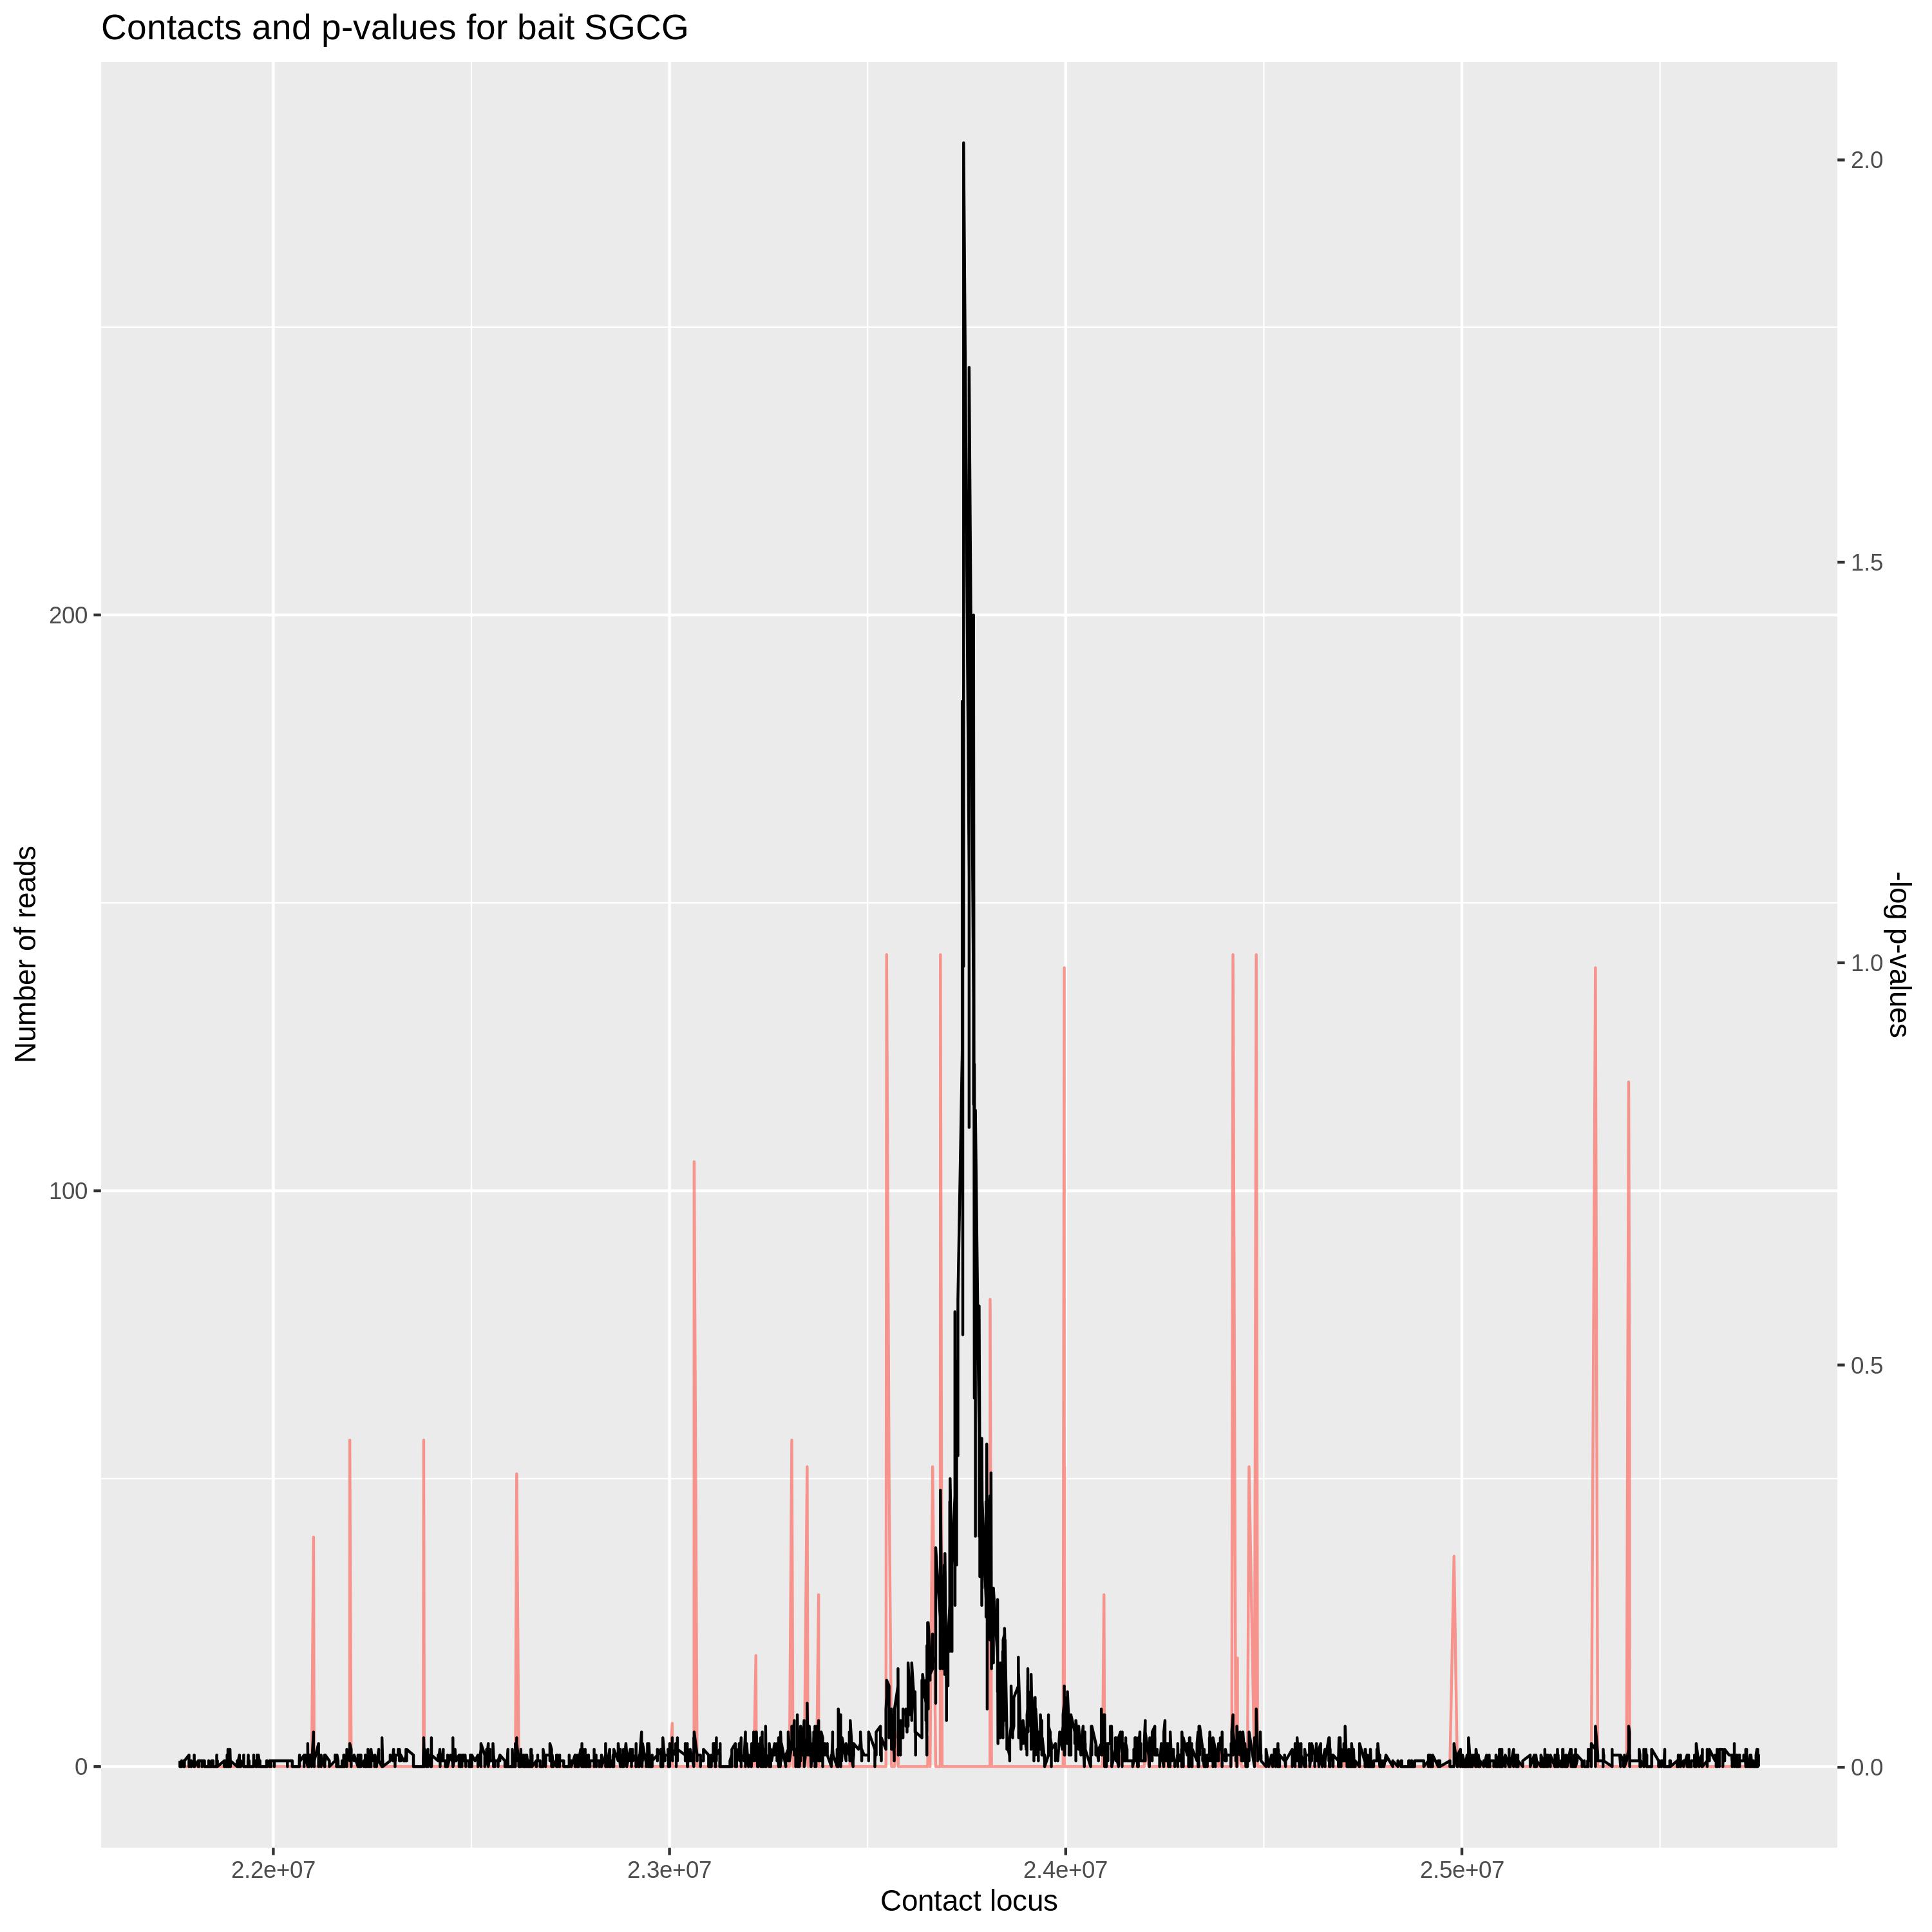 Contacts and p-values for bait SGCG
Number of reads
200
100
0
2.0
1.5
1.0
0.5
0.0
-log p-values
2.2e+07
2.3e+07
2.4e+07
2.5e+07
Contact locus